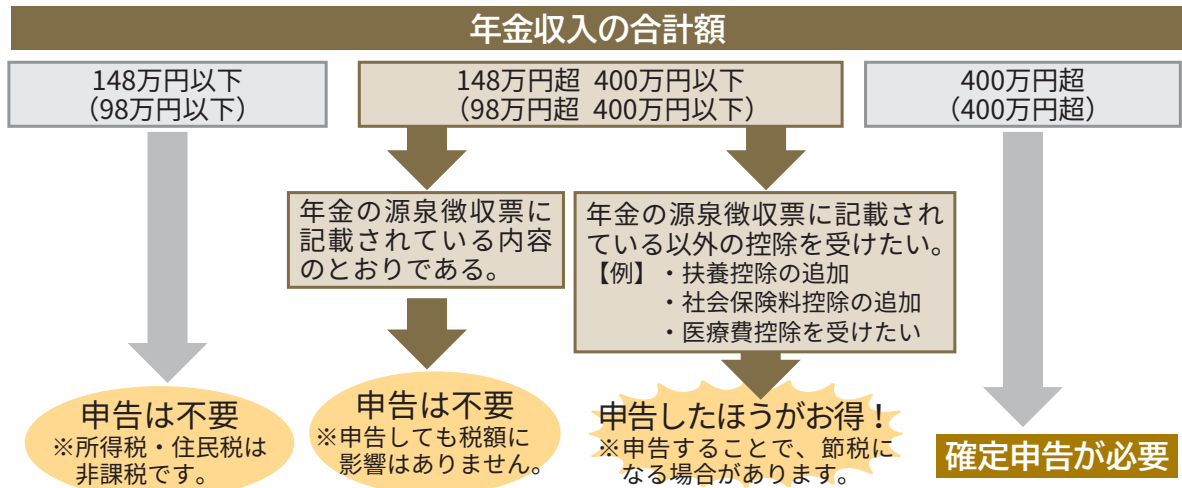 年金収入の合計額
148万円以下
（98万円以下）
148万円超 400万円以下
（98万円超 400万円以下）
400万円超
（400万円超）
年金の源泉徴収票に
記載されている内容
のとおりである。
年金の源泉徴収票に記載され
ている以外の控除を受けたい。
【例】・扶養控除の追加
・社会保険料控除の追加
・医療費控除を受けたい
申告は不要
※所得税・住民税は
非課税です。
申告は不要
※申告しても税額に
影響はありません。
申告したほうがお得！
※申告することで、節税に
なる場合があります。
確定申告が必要